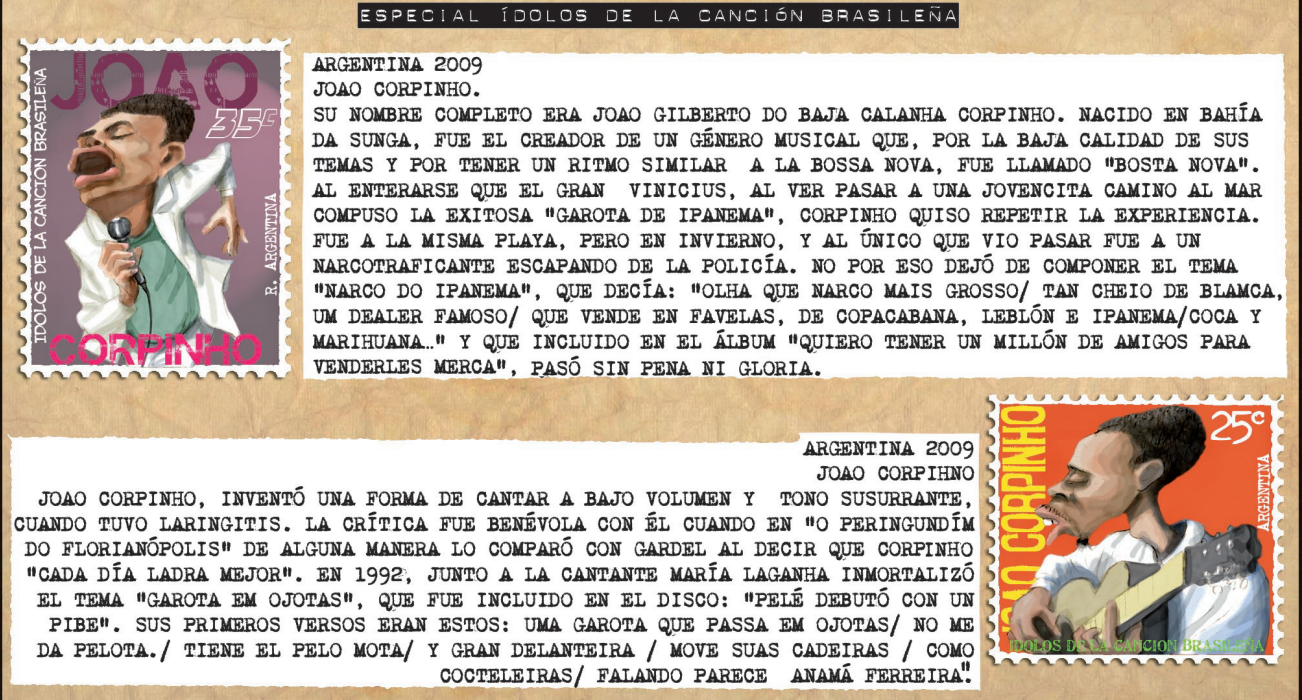 ESPECIAL ÍDOLOS DE LA CANCIÓN BRASILEÑA
JOAO
35c
IDOLOS DE LA CANCION BRASILEÑA
R. ARGENTINA
CORPINHO
ARGENTINA 2009
JOAO CORPINHO.
SU NOMBRE COMPLETO ERA JOAO GILBERTO DO BAJA CALANHA CORPINHO. NACIDO EN BAHÍA
DA SUNGA, FUE EL CREADOR DE UN GÉNERO MUSICAL QUE, POR LA BAJA CALIDAD DE SUS
TEMAS Y POR TENER UN RITMO SIMILAR A LA BOSSA NOVA, FUE LLAMADO "BOSTA NOVA".
AL ENTERARSE QUE EL GRAN VINICIUS, AL VER PASAR A UNA JOVENCITA CAMINO AL MAR
COMPUSO LA EXITOSA "GAROTA DE IPANEMA", CORPINHO QUISO REPETIR LA EXPERIENCIA.
FUE A LA MISMA PLAYA, PERO EN INVIERNO, Y AL ÚNICO QUE VIO PASAR FUE A UN
NARCOTRAFICANTE ESCAPANDO DE LA POLICÍA. NO POR ESO DEJÓ DE COMPONER EL TEMA
"NARCO DO IPANEMA", QUE DECÍA: "OLHA QUE NARCO MAIS GROSSO/ TAN CHEIO DE BLAMCA,
UM DEALER FAMOSO/ QUE VENDE EN FAVELAS, DE COPACABANA, LEBLÓN E IPANEMA/COCA Y
MARIHUANA…" Y QUE INCLUIDO EN EL ÁLBUM "QUIERO TENER UN MILLÓN DE AMIGOS PARA
VENDERLES MERCA", PASÓ SIN PENA NI GLORIA.
ARGENTINA 2009
JOAO CORPIHNO
JOAO CORPINHO, INVENTÓ UNA FORMA DE CANTAR A BAJO VOLUMEN Y TONO SUSURRANTE,
CUANDO TUVO LARINGITIS. LA CRÍTICA FUE BENÉVOLA CON ÉL CUANDO EN "O PERINGUNDÍM
DO FLORIANÓPOLIS" DE ALGUNA MANERA LO COMPARÓ CON GARDEL AL DECIR QUE CORPINHO
"CADA DÍA LADRA MEJOR". EN 1992, JUNTO A LA CANTANTE MARÍA LAGANHA INMORTALIZÓ
EL TEMA "GAROTA EM OJOTAS", QUE FUE INCLUIDO EN EL DISCO: "PELÉ DEBUTÓ CON UN
PIBE". SUS PRIMEROS VERSOS ERAN ESTOS: UMA GAROTA QUE PASSA EM OJOTAS/ NO ME
DA PELOTA./ TIENE EL PELO MOTA/ Y GRAN DELANTEIRA / MOVE SUAS CADEIRAS / COMO
COCTELEIRAS/ FALANDO PARECE ANAMÁ FERREIRA".
JOAO CORPINHO
25c
ARGENTINA
IDOLOS DE LA CANCION BRASILEÑA